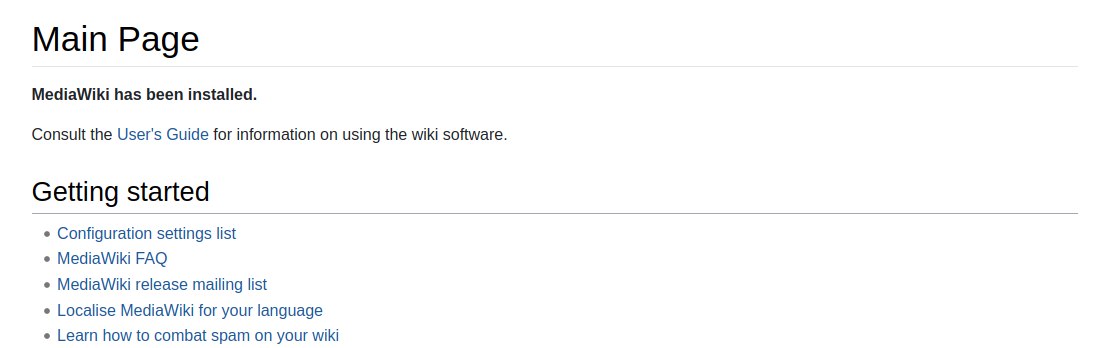 Main Page
MediaWiki has been installed.
Consult the User's Guide for information on using the wiki software.
Getting started
Configuration settings list
MediaWiki FAQ
MediaWiki release mailing list
Localise MediaWiki for your language
Learn how to combat spam on your wiki